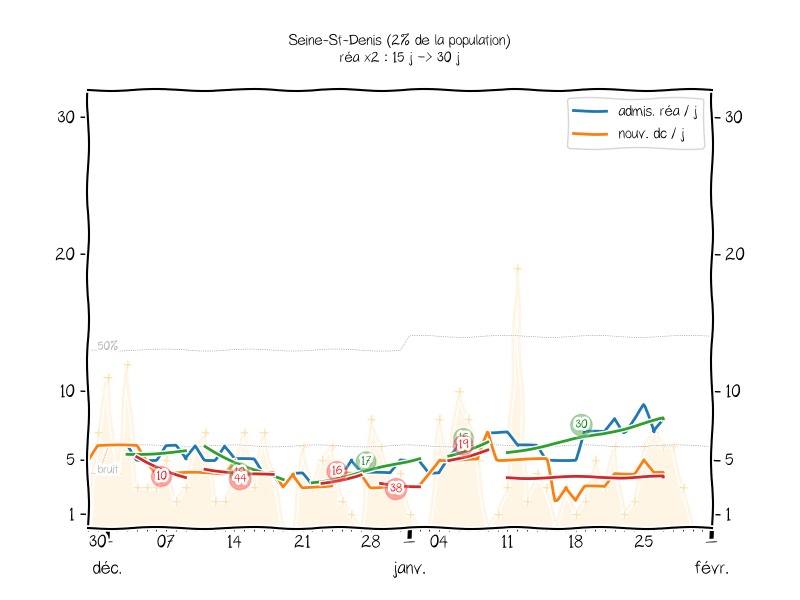 Seine-St-Denis (2% de la population)
réa x2 : 15 j -> 30 j
admis. réa / j
nouv. dc / j
30 30
20 20
50%
10 10
30
17
19
16
10
44
38
bruit
5 5
1 1
30 07 14 21 28 04 11 18 25
déc. janv. févr.